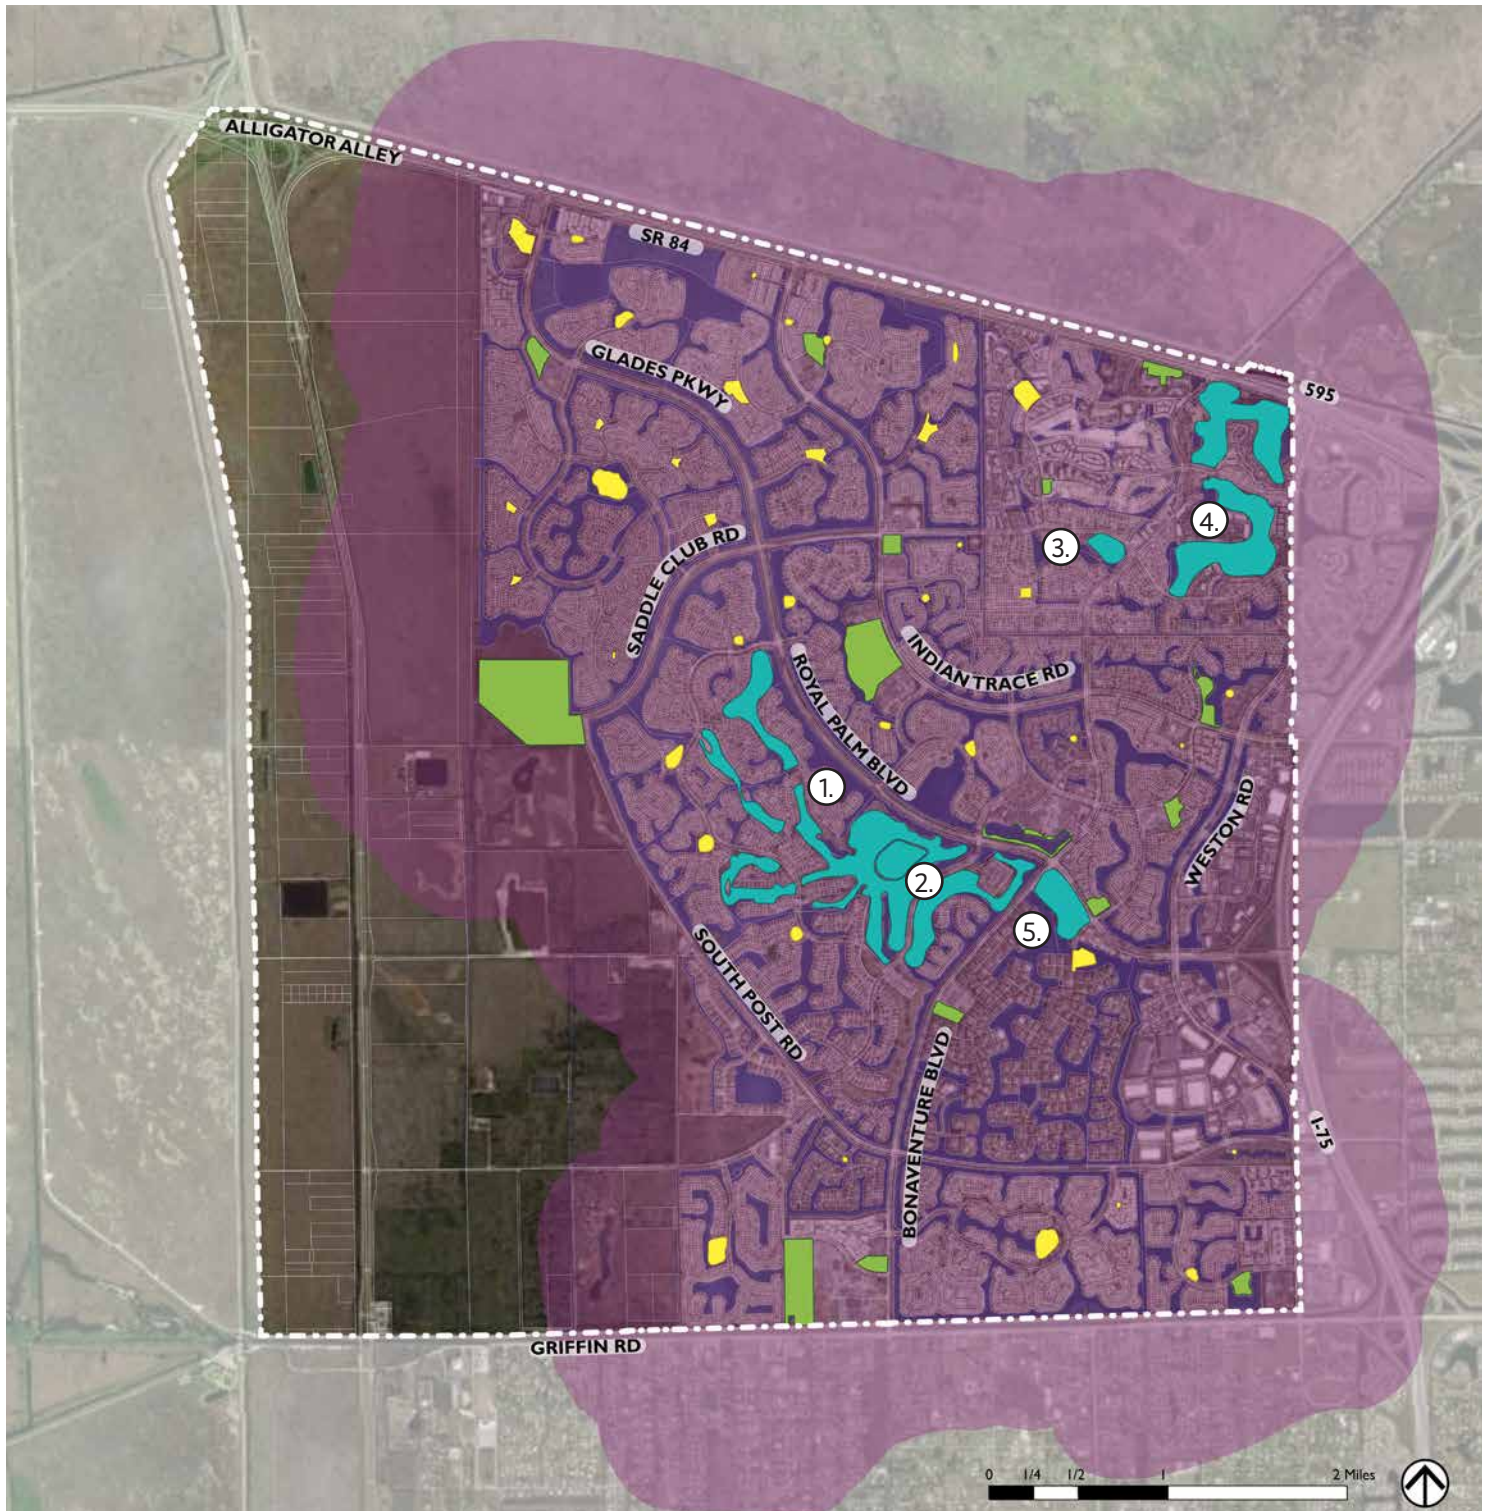 ALLIGATOR ALLEY
SR 84
GLADES PKWY
595
4.
3.
SADDLE CLUB RD
INDIAN TRACE RD
ROYAL PALM BLVD
1.
WESTON RD
2.
5.
SOUTH POST RD
BONAVENTURE BLVD
I-75
GRIFFIN RD
0 1/4 1/2 1 2 Miles